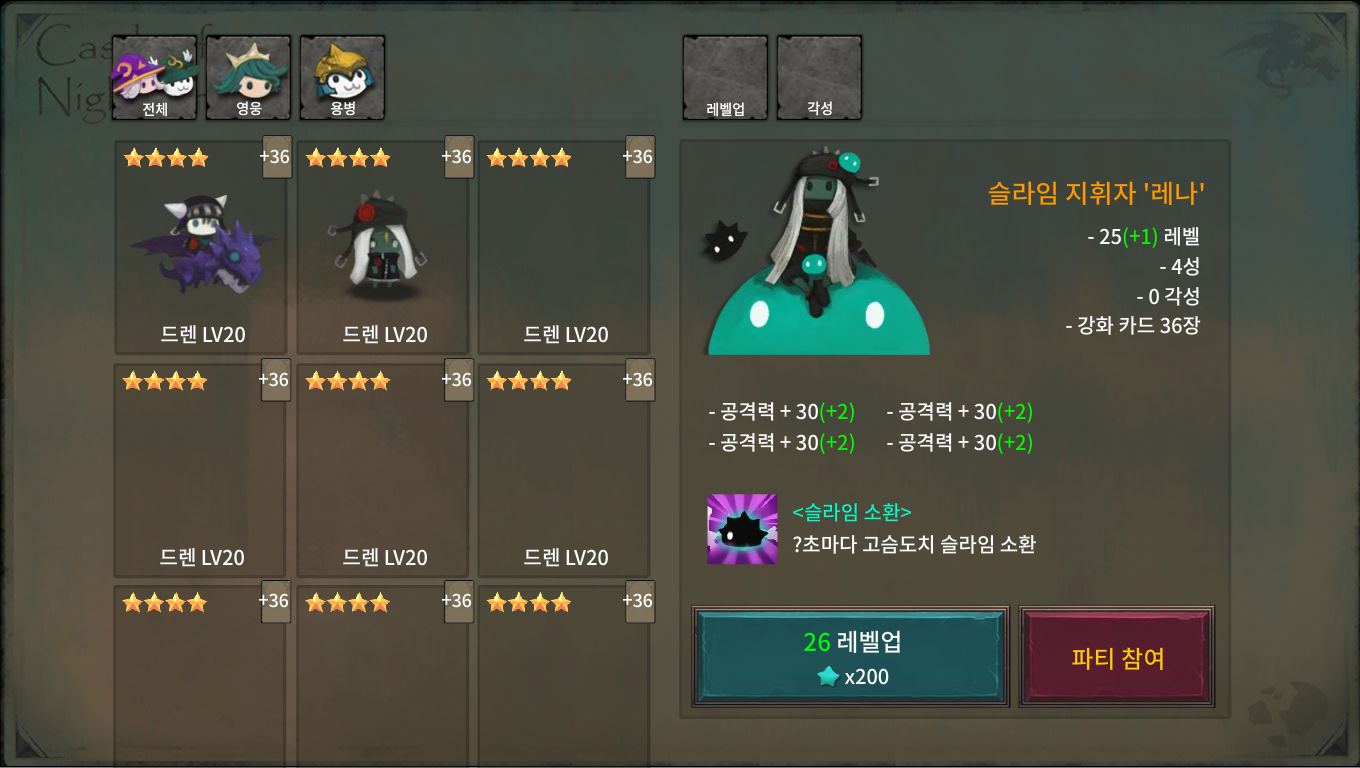 Castle of
전체
영웅
용병
레벨업
각성
+36
+36
+36
드렌 LV20
드렌 LV20
드렌 LV20
+36
+36
+36
드렌 LV20
드렌 LV20
드렌 LV20
+36
+36
+36
슬라임 지휘자 '레나'
- 25(+1) 레벨
- 4성
- 0 각성
- 강화 카드 36장
- 공격력 + 30(+2) - 공격력 + 30(+2)
- 공격력 + 30(+2) - 공격력 + 30(+2)
<슬라임 소환>
?초마다 고슴도치 슬라임 소환
26 레벨업
x200
파티 참여